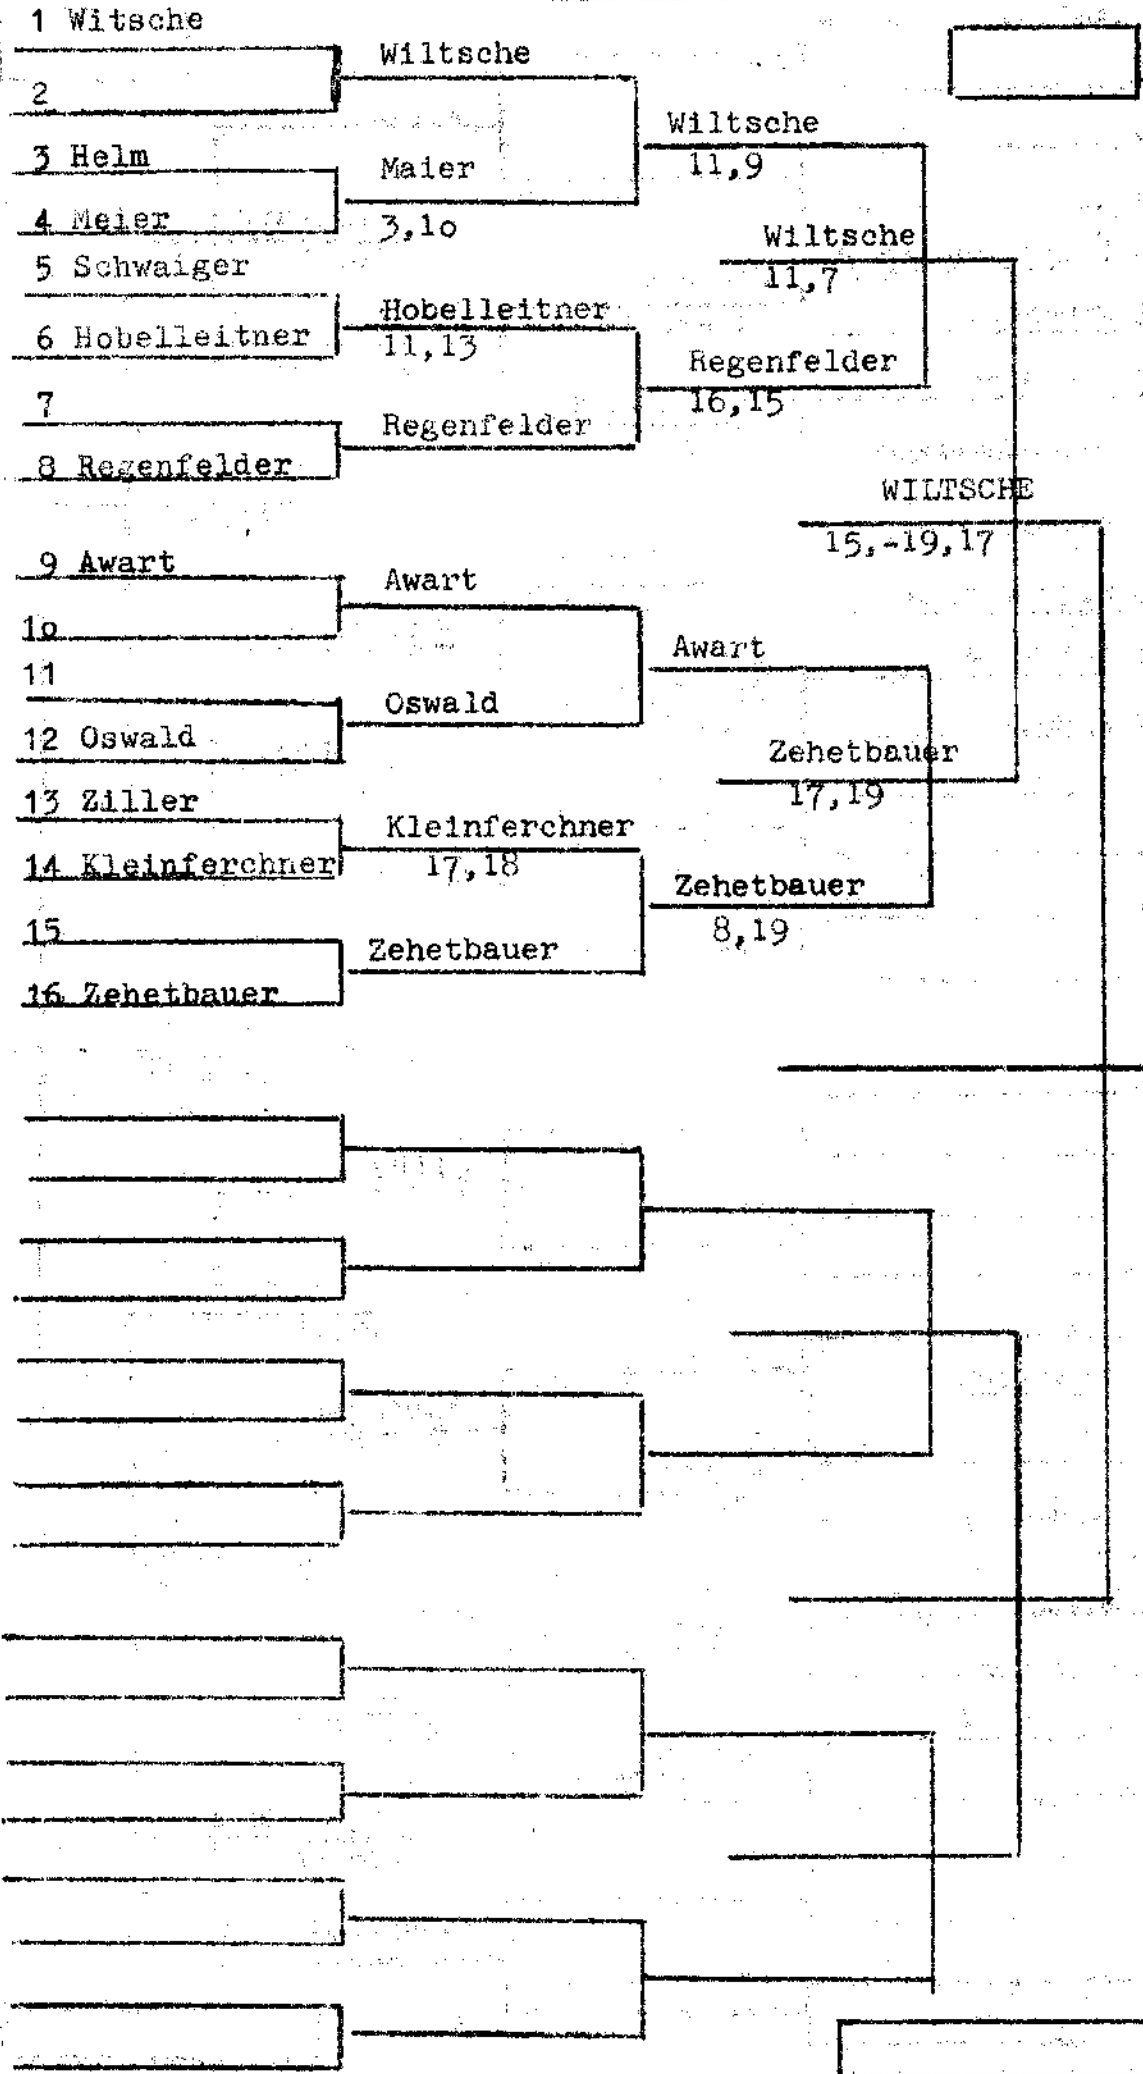 1 Witsche
2
3 Helm
4 Meier
5 Schwaiger
6 Hobelleitner
7
8 Regenfelder
9 Awart
1o
11
12 Oswald
13 Ziller
14 Kleinferchner
15
16 Zehetbauer
Wiltsche
Maier
3,1o
Hobelleitner
11,13
Regenfelder
Awart
Oswald
Kleinferchner
17,18
Zehetbauer
Wiltsche
11,9
Regenfelder
16,15
Awart
Zehetbauer
8,19
Wiltsche
11,7
Zehetbauer
17,19
WILTSCHE
15,-19,17